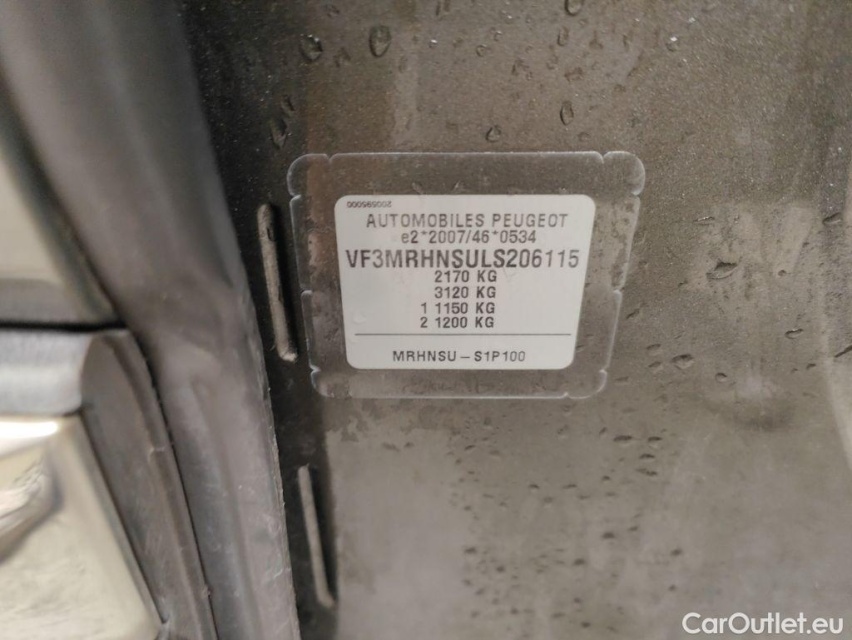 200595000
AUTOMOBILES PEUGEOT
e2*2007/46*0534
VF3MRHNSULS206115
2170 KG
3120 KG
1 1150 KG
2 1200 KG
MRHNSU – S1P100
CarOutlet.eu